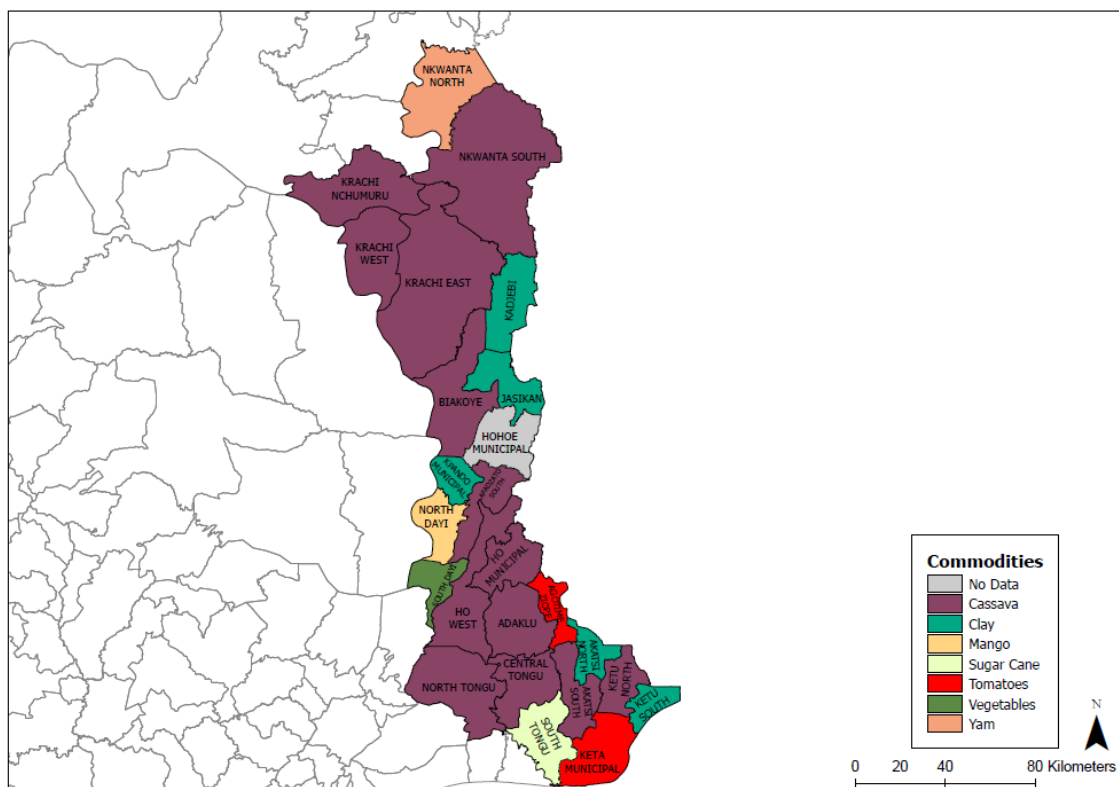 NKWANTA
NORTH
NKWANTA SOUTH
KRACHI
NCHUMURU
KRACHI
WEST
KRACHI EAST
KADJEBI
BIAKOYE
JASIKAN
HOHOE
MUNICIPAL
KPANDO
MUNICIPAL
AFADZATO
SOUTH
NORTH
DAYI
HO
MUNICIPAL
SOUTH DAYI
AGOTIME
ZIOPE
HO
WEST
ADAKLU
AKATSI
NORTH
CENTRAL
TONGU
NORTH TONGU
AKATSI
SOUTH
KETU
NORTH
KETU
SOUTH
SOUTH
TONGU
KETA
MUNICIPAL
Commodities
No Data
Cassava
Clay
Mango
Sugar Cane
Tomatoes
Vegetables
Yam
N
0 20 40 80 Kilometers